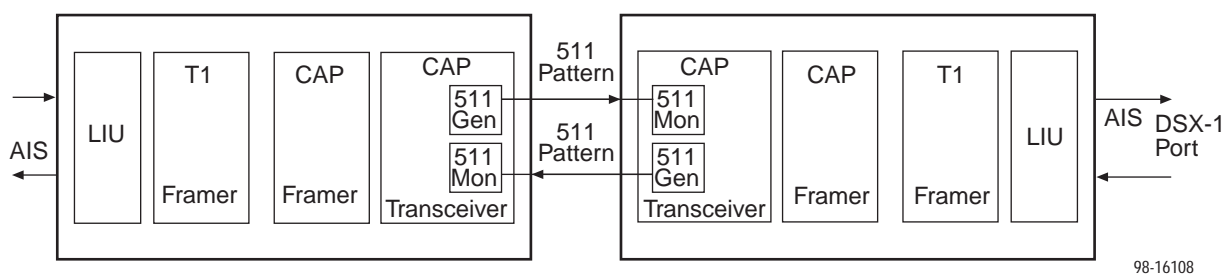 AIS
LIU
T1
Framer
CAP
Framer
CAP
511
Gen
511
Mon
Transceiver
511
Pattern
511
Pattern
CAP
511
Mon
511
Gen
Transceiver
CAP
Framer
T1
Framer
LIU
AIS
DSX-1
Port
98-16108